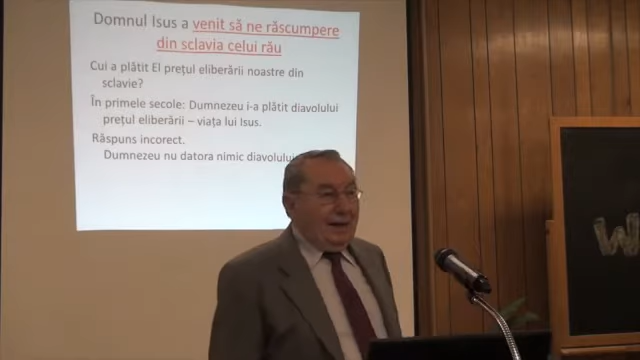 Domnul Isus a venit să ne răscumpere
din sclavia celui rău
Cui a plătit El prețul eliberării noastre din
sclavie?
În primele secole: Dumnezeu i-a plătit diavolului
prețul eliberării – viața lui Isus.
Răspuns incorect.
Dumnezeu nu datora nimic diavolului
W